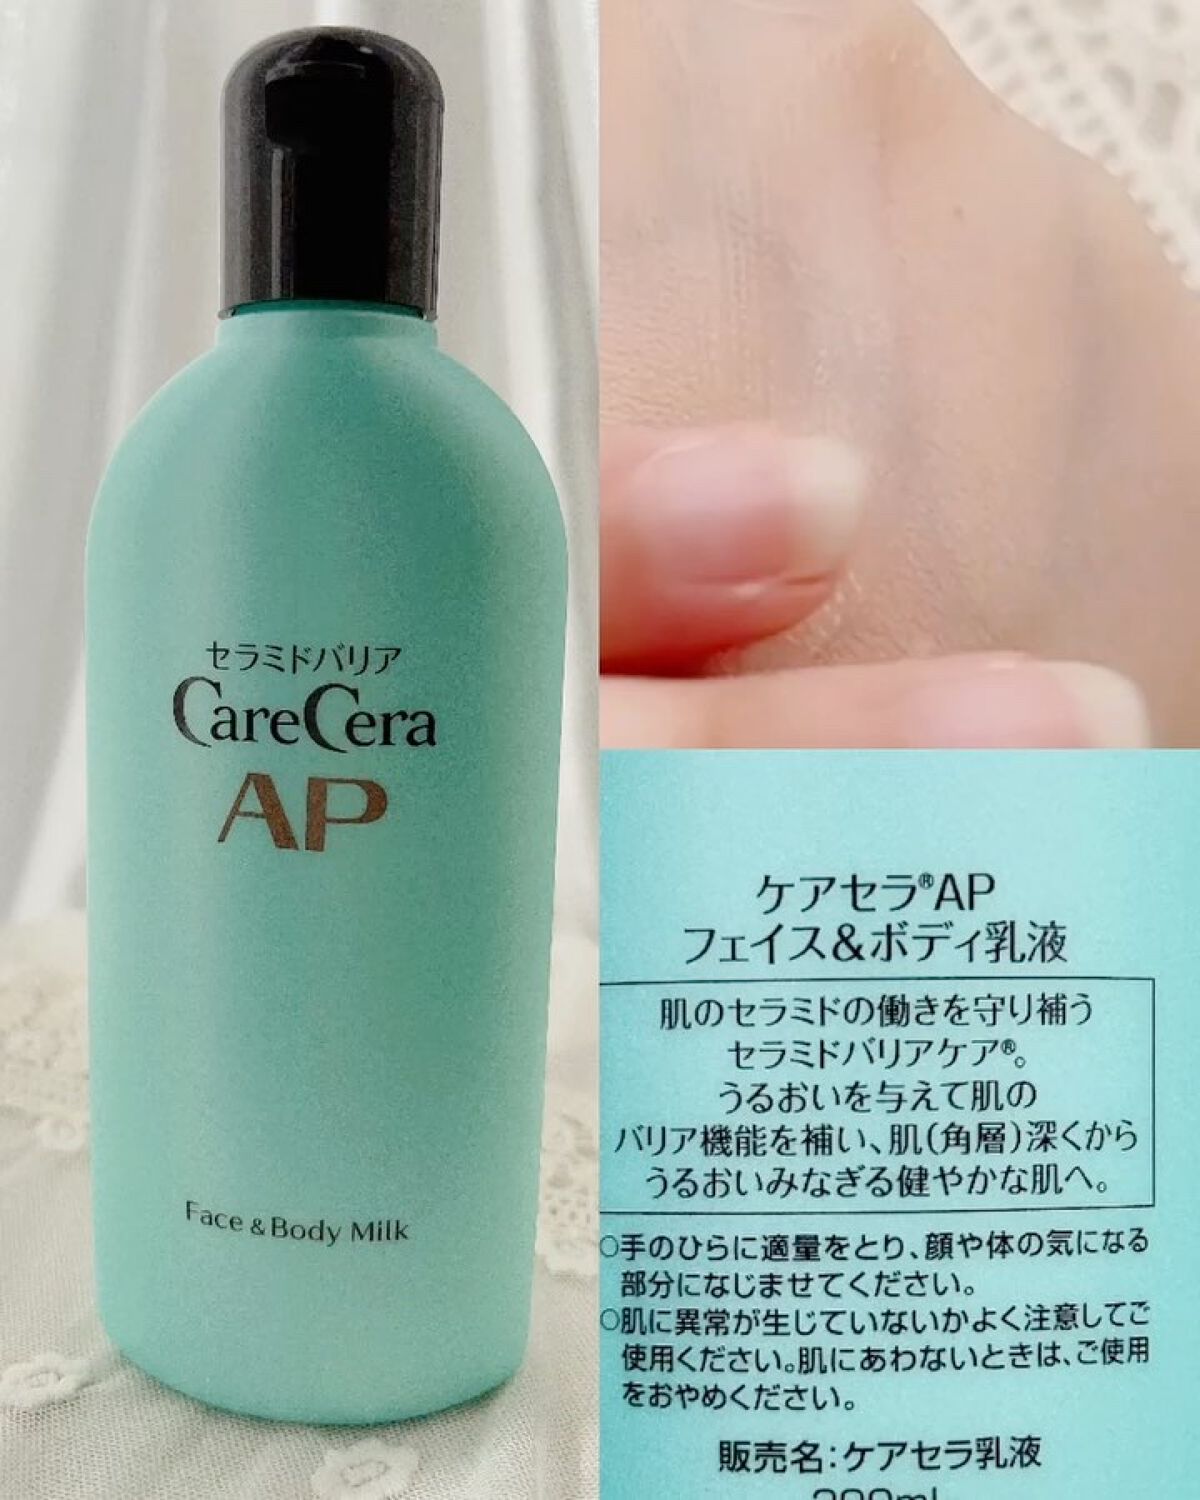 セラミドバリア
CareCera
AP
Face & Body Milk
ケアセラ®AP
フェイス&ボディ乳液
肌のセラミドの働きを守り補う
セラミドバリアケア®。
うるおいを与えて肌の
バリア機能を補い、肌(角層)深くから
うるおいみなぎる健やかな肌へ。
○手のひらに適量をとり、顔や体の気になる
部分になじませてください。
○肌に異常が生じていないかよく注意してご
使用ください。肌にあわないときは、ご使用
をおやめください。
販売名:ケアセラ乳液